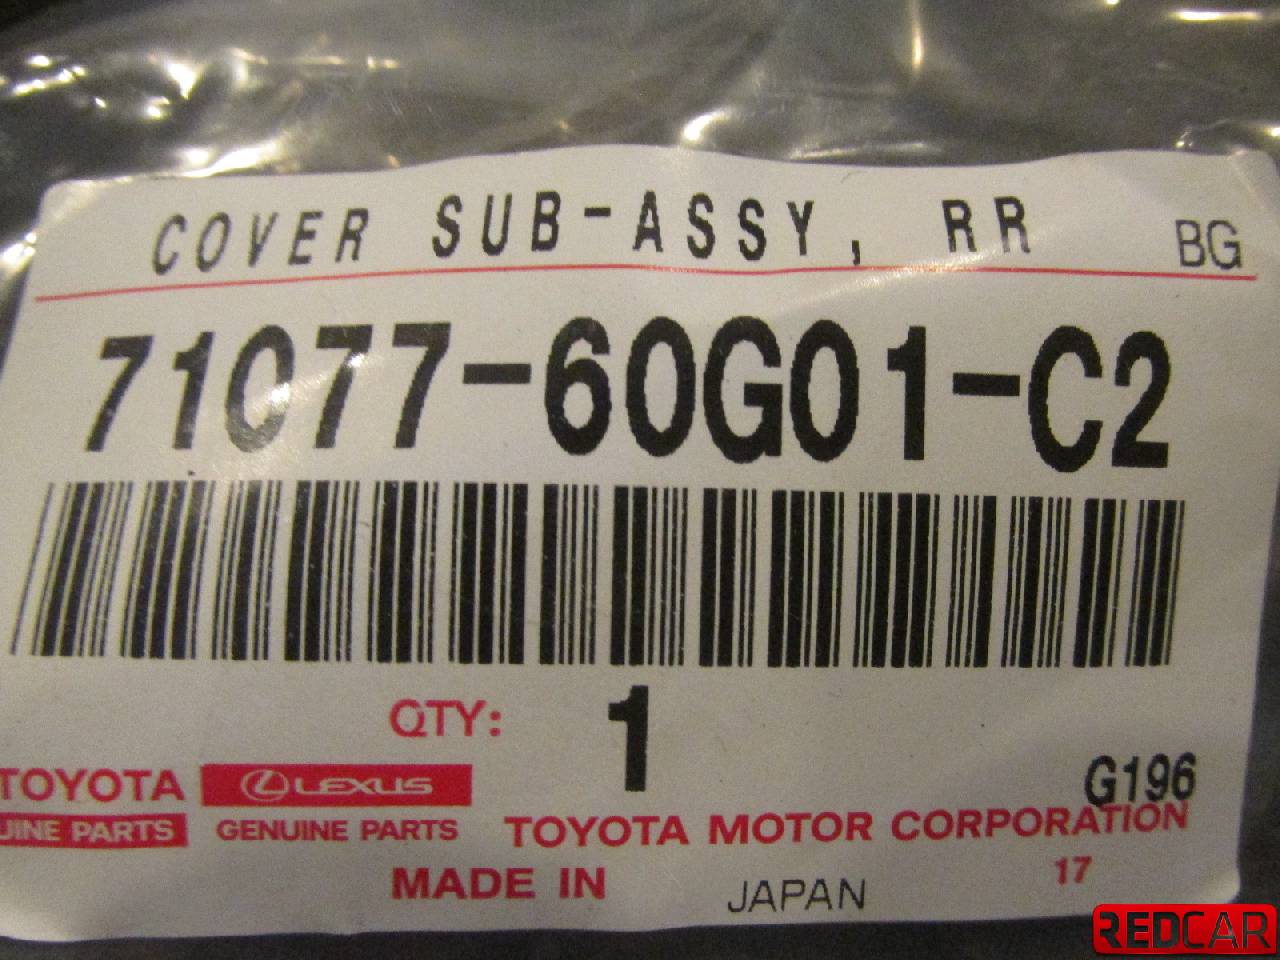 COVER SUB-ASSY, RR BG
71077-60G01-C2
QTY: 1
G196
TOYOTA LEXUS
UINE PARTS GENUINE PARTS TOYOTA MOTOR CORPORATION
MADE IN JAPAN 17
REDCAR